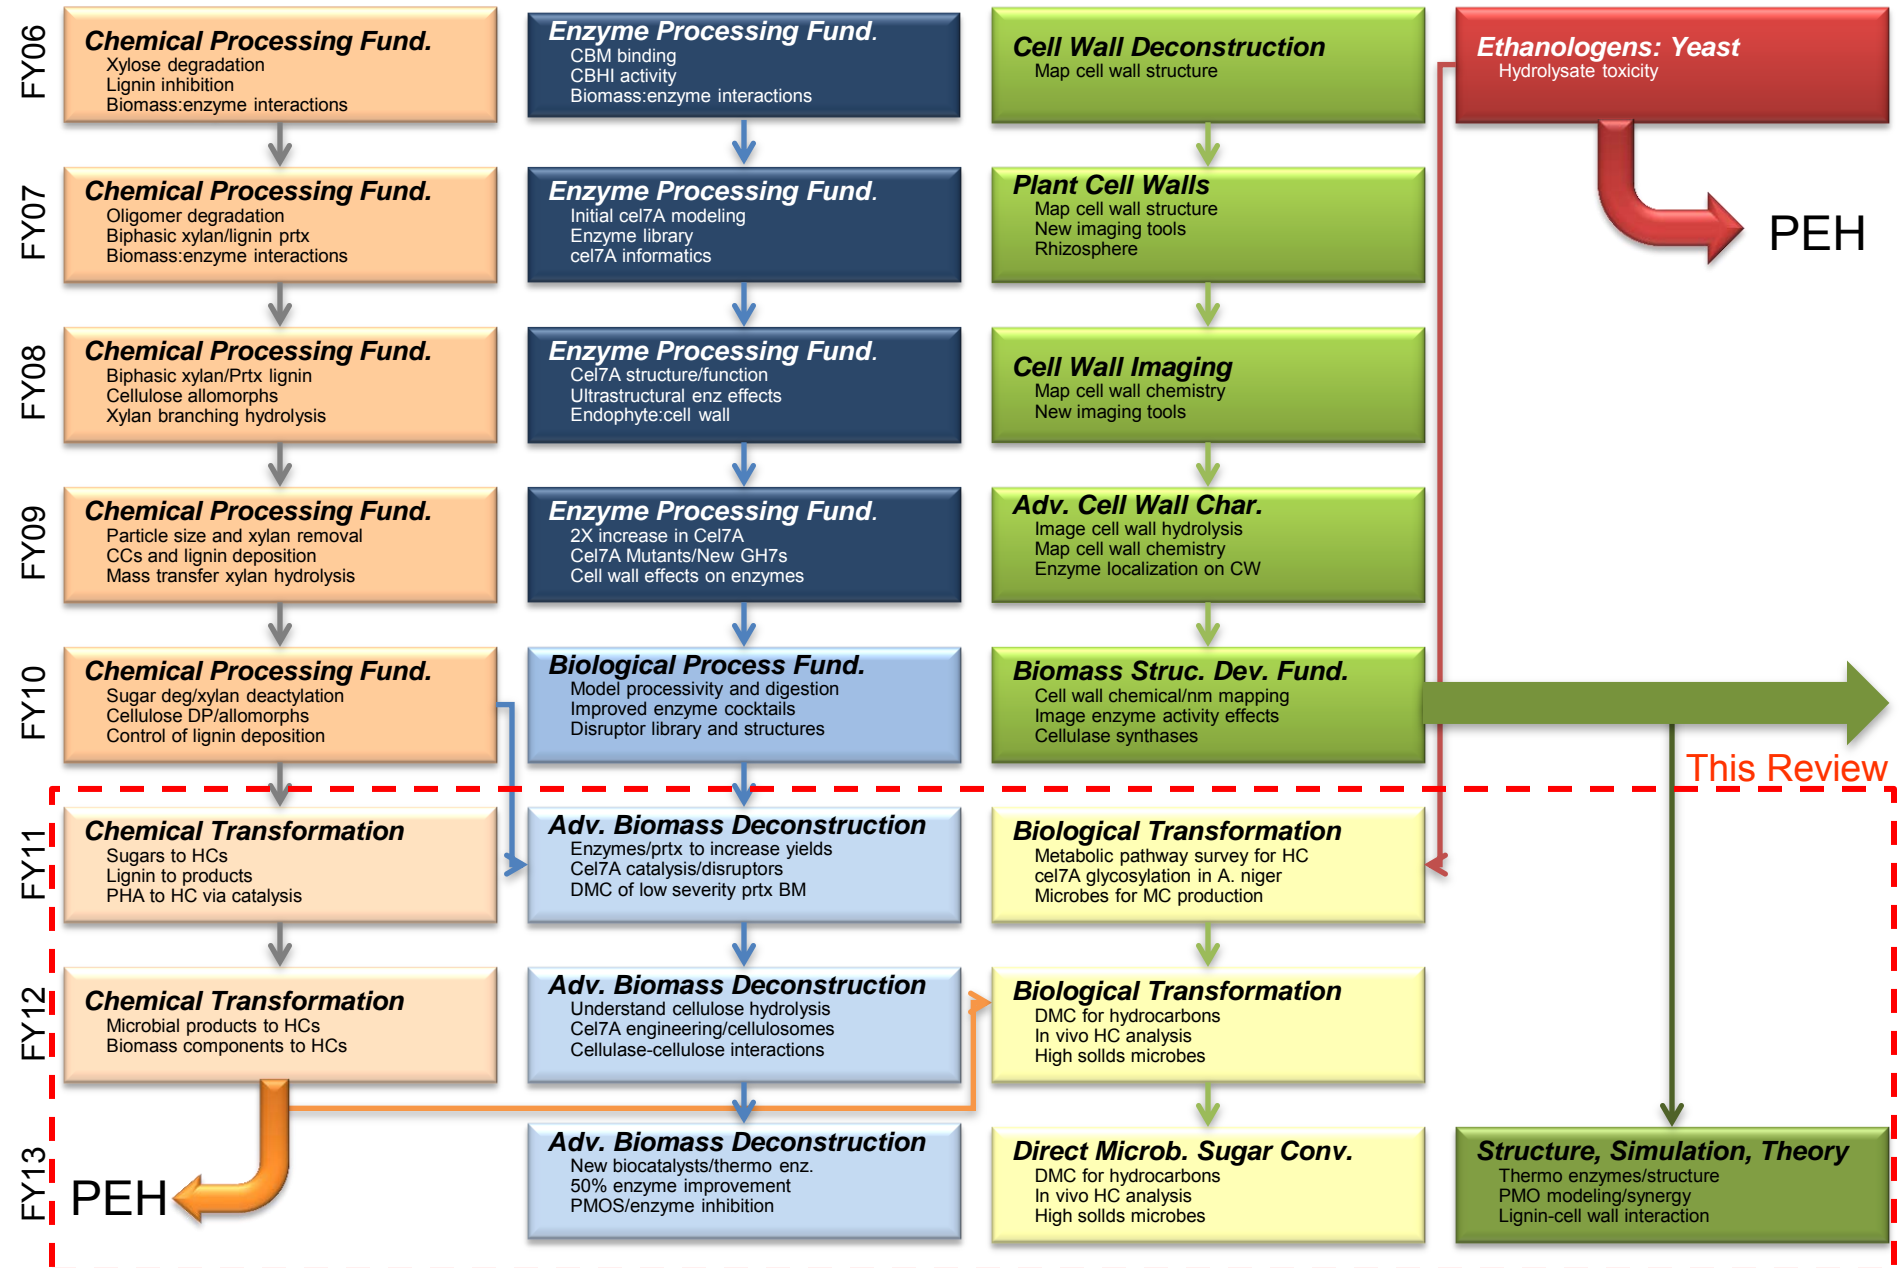 FY06
Chemical Processing Fund.
Xylose degradation
Lignin inhibition
Biomass:enzyme interactions
Enzyme Processing Fund.
CBM binding
CBHI activity
Biomass:enzyme interactions
Cell Wall Deconstruction
Map cell wall structure
Ethanologens: Yeast
Hydrolysate toxicity
FY07
Chemical Processing Fund.
Oligomer degradation
Biphasic xylan/lignin prtx
Biomass:enzyme interactions
Enzyme Processing Fund.
Initial cel7A modeling
Enzyme library
cel7A informatics
Plant Cell Walls
Map cell wall structure
New imaging tools
Rhizosphere
PEH
FY08
Chemical Processing Fund.
Biphasic xylan/Prtx lignin
Cellulose allomorphs
Xylan branching hydrolysis
Enzyme Processing Fund.
Cel7A structure/function
Ultrastructural enz effects
Endophyte:cell wall
Cell Wall Imaging
Map cell wall chemistry
New imaging tools
FY09
Chemical Processing Fund.
Particle size and xylan removal
CCs and lignin deposition
Mass transfer xylan hydrolysis
Enzyme Processing Fund.
2X increase in Cel7A
Cel7A Mutants/New GH7s
Cell wall effects on enzymes
Adv. Cell Wall Char.
Image cell wall hydrolysis
Map cell wall chemistry
Enzyme localization on CW
FY10
Chemical Processing Fund.
Sugar deg/xylan deactylation
Cellulose DP/allomorphs
Control of lignin deposition
Biological Process Fund.
Model processivity and digestion
Improved enzyme cocktails
Disruptor library and structures
Biomass Struc. Dev. Fund.
Cell wall chemical/nm mapping
Image enzyme activity effects
Cellulase synthases
This Review
FY11
Chemical Transformation
Sugars to HCs
Lignin to products
PHA to HC via catalysis
Adv. Biomass Deconstruction
Enzymes/prtx to increase yields
Cel7A catalysis/disruptors
DMC of low severity prtx BM
Biological Transformation
Metabolic pathway survey for HC
cel7A glycosylation in A. niger
Microbes for MC production
FY12
Chemical Transformation
Microbial products to HCs
Biomass components to HCs
Adv. Biomass Deconstruction
Understand cellulose hydrolysis
Cel7A engineering/cellulosomes
Cellulase-cellulose interactions
Biological Transformation
DMC for hydrocarbons
In vivo HC analysis
High sollds microbes
FY13
PEH
Adv. Biomass Deconstruction
New biocatalysts/thermo enz.
50% enzyme improvement
PMOS/enzyme inhibition
Direct Microb. Sugar Conv.
DMC for hydrocarbons
In vivo HC analysis
High sollds microbes
Structure, Simulation, Theory
Thermo enzymes/structure
PMO modeling/synergy
Lignin-cell wall interaction